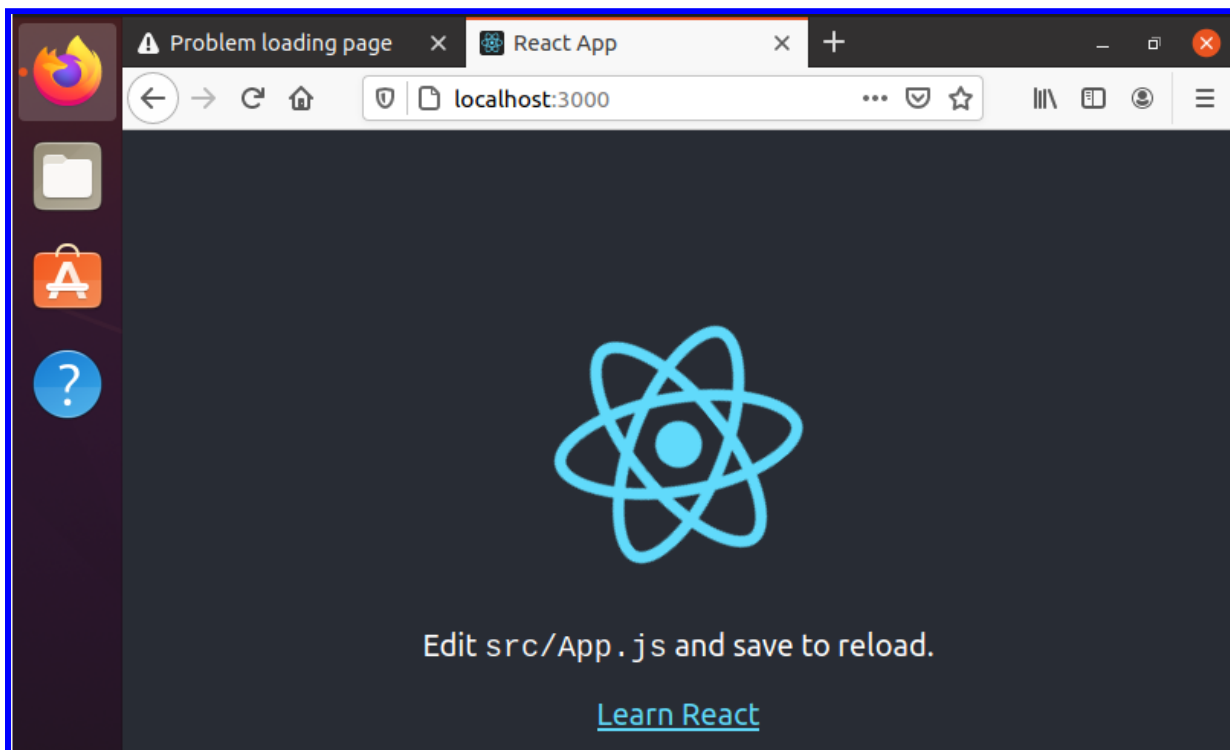 Problem loading page
React App
localhost:3000
Edit src/App.js and save to reload.
Learn React